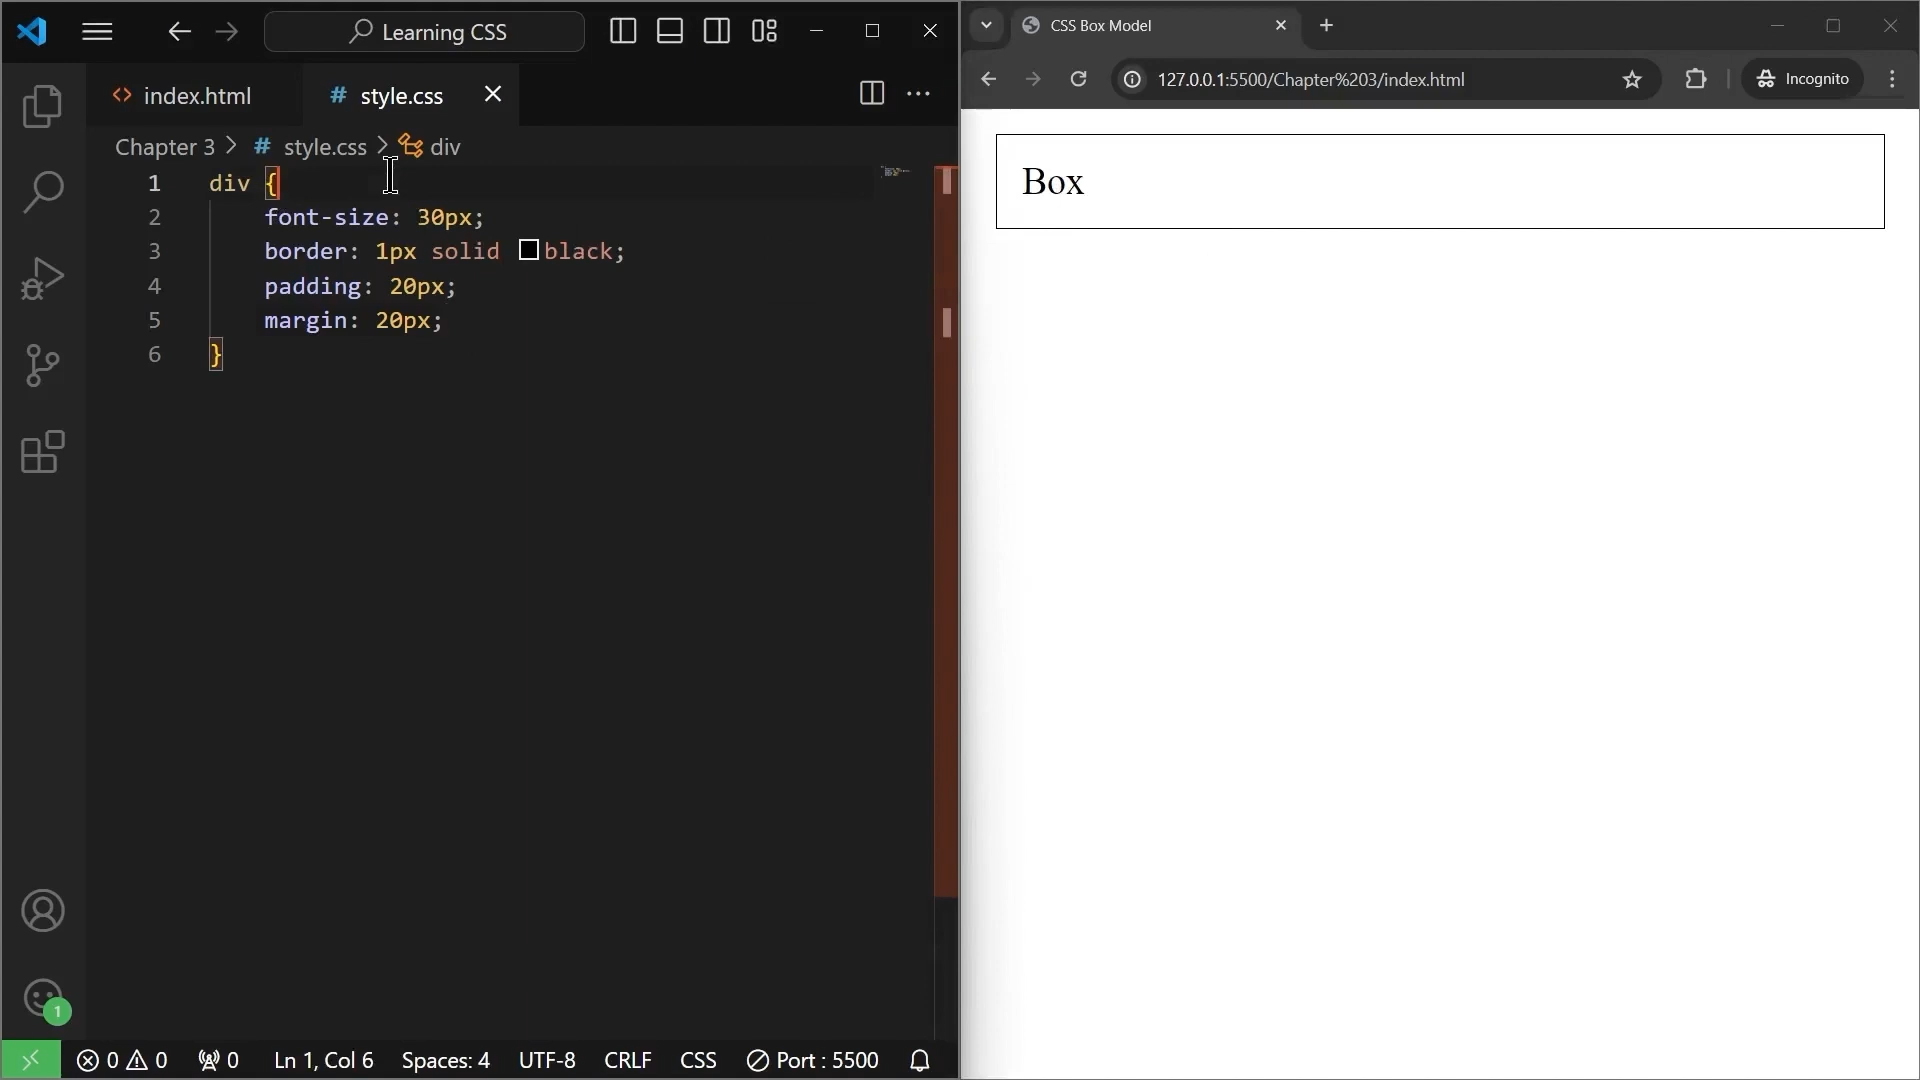 Learning CSS
index.html
# style.css
Chapter 3 > # style.css > div
1 div {
2 font-size: 30px;
3 border: 1px solid black;
4 padding: 20px;
5 margin: 20px;
6 }
1
0 0 0 Ln 1, Col 6 Spaces: 4 UTF-8 CRLF CSS Port : 5500
CSS Box Model
127.0.0.1:5500/Chapter%203/index.html
Incognito
Box